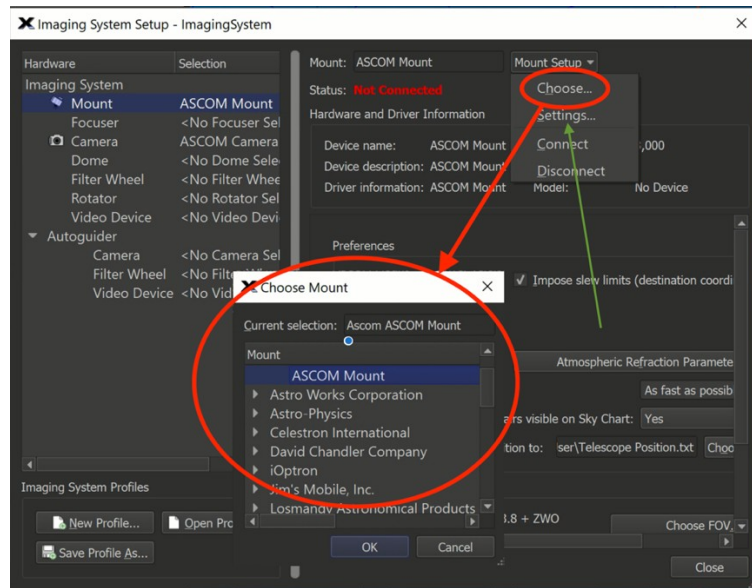 Imaging System Setup - ImagingSystem
Hardware Selection
Imaging System
Mount ASCOM Mount
Focuser <No Focuser Sel
Camera ASCOM Camera
Dome <No Dome Sele
Filter Wheel <No Filter Whee
Rotator <No Rotator Sel
Video Device <No Video Devi
Autoguider
Camera <No Camera Sel
Filter Wheel <No Filt
Video Device <No Vid
Imaging System Profiles
New Profile... Open Pro
Save Profile As...
Mount: ASCOM Mount Mount Setup
Status: Not Connected
Choose...
Settings...
Connect
Disconnect
Hardware and Driver Information
Device name: ASCOM Mount ,000
Device description: ASCOM Mount
Driver information: ASCOM Mount Model: No Device
Preferences
Impose slew limits (destination coordi
Atmospheric Refraction Paramete
As fast as possib
rs visible on Sky Chart: Yes
tion to: ser\Telescope Position.txt Choo
3.8 + ZWO Choose FOV,
Close
Choose Mount
Current selection: Ascom ASCOM Mount
Mount
ASCOM Mount
Astro Works Corporation
Astro-Physics
Celestron International
David Chandler Company
iOptron
Jim's Mobile, Inc.
Losmandy Astronomical Products
OK Cancel